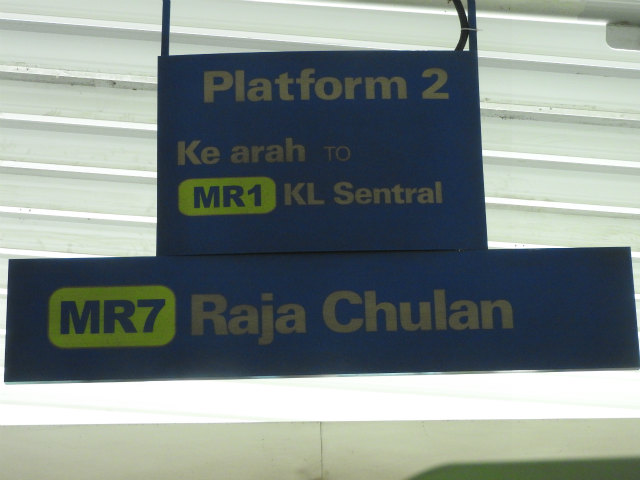 Platform 2
Ke arah TO
MR1 KL Sentral
MR7 Raja Chulan